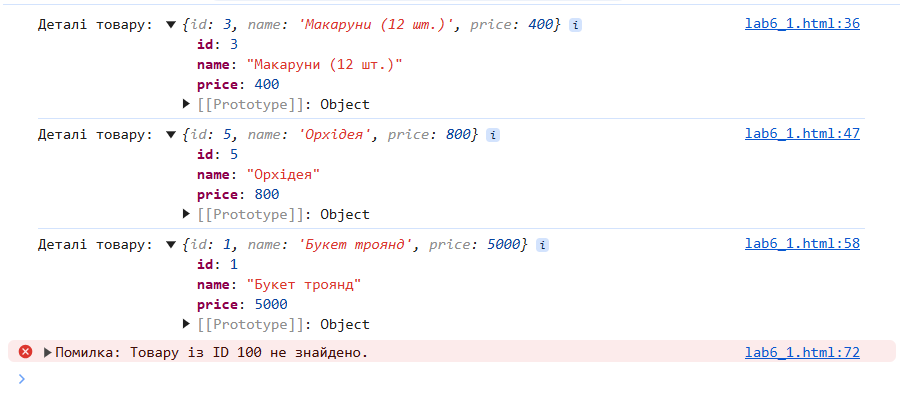 Деталі товару: ▼ {id: 3, name: 'Макаруни (12 шт.)', price: 400} i lab6_1.html:36
id: 3
name: "Макаруни (12 шт.)"
price: 400
▶ [[Prototype]]: Object
Деталі товару: ▼ {id: 5, name: 'Орхідея', price: 800} i lab6_1.html:47
id: 5
name: "Орхідея"
price: 800
▶ [[Prototype]]: Object
Деталі товару: ▼ {id: 1, name: 'Букет троянд', price: 5000} i lab6_1.html:58
id: 1
name: "Букет троянд"
price: 5000
▶ [[Prototype]]: Object
▶ Помилка: Товару із ID 100 не знайдено. lab6_1.html:72
>